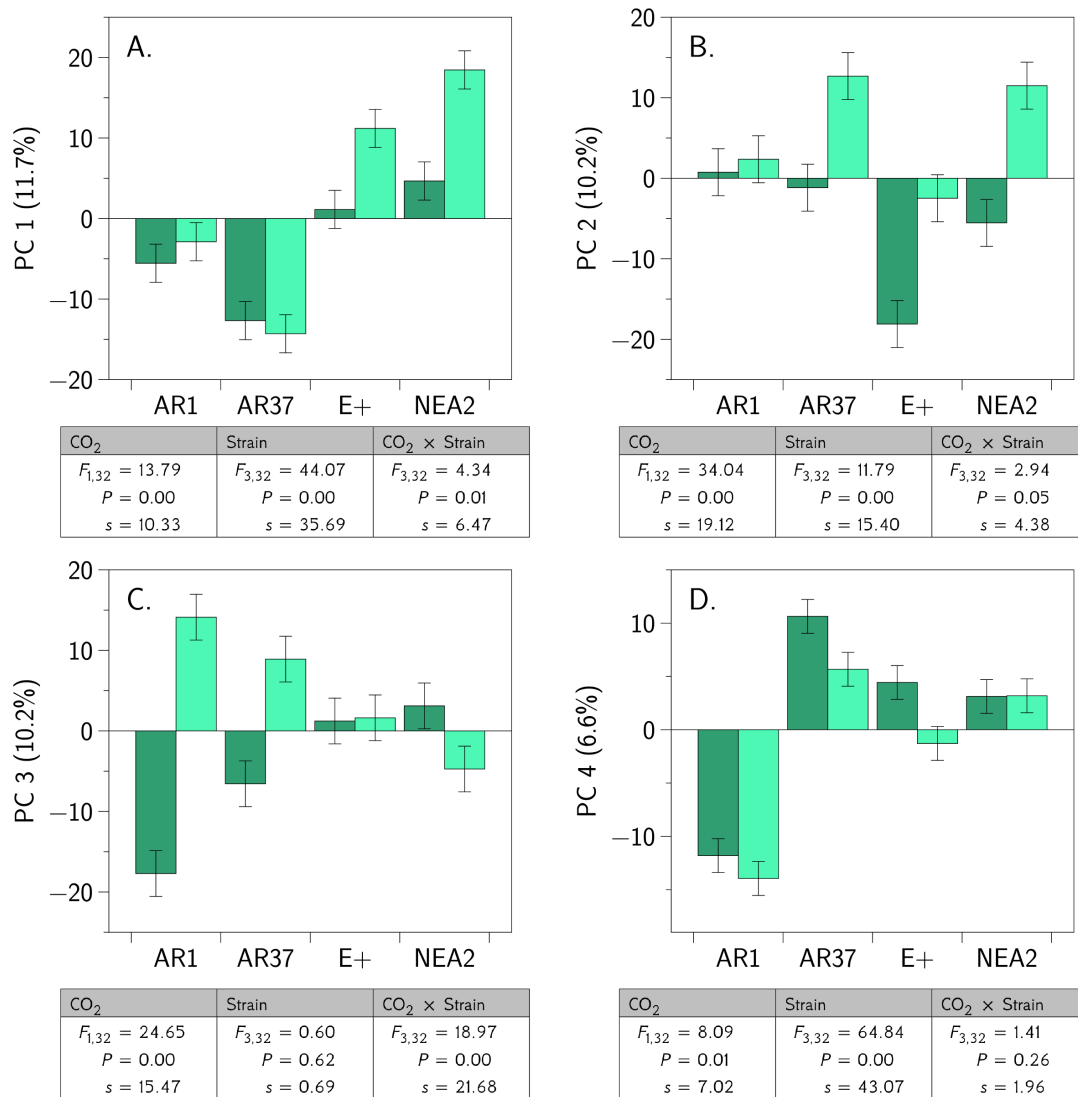 A.
PC 1 (11.7%)
20
10
0
−10
−20
AR1 AR37 E+ NEA2
CO2 Strain CO2 × Strain
F1,32 = 13.79 F3,32 = 44.07 F3,32 = 4.34
P = 0.00 P = 0.00 P = 0.01
s = 10.33 s = 35.69 s = 6.47
B.
PC 2 (10.2%)
20
10
0
−10
−20
AR1 AR37 E+ NEA2
CO2 Strain CO2 × Strain
F1,32 = 34.04 F3,32 = 11.79 F3,32 = 2.94
P = 0.00 P = 0.00 P = 0.05
s = 19.12 s = 15.40 s = 4.38
C.
PC 3 (10.2%)
20
10
0
−10
−20
AR1 AR37 E+ NEA2
CO2 Strain CO2 × Strain
F1,32 = 24.65 F3,32 = 0.60 F3,32 = 18.97
P = 0.00 P = 0.62 P = 0.00
s = 15.47 s = 0.69 s = 21.68
D.
PC 4 (6.6%)
10
0
−10
AR1 AR37 E+ NEA2
CO2 Strain CO2 × Strain
F1,32 = 8.09 F3,32 = 64.84 F3,32 = 1.41
P = 0.01 P = 0.00 P = 0.26
s = 7.02 s = 43.07 s = 1.96